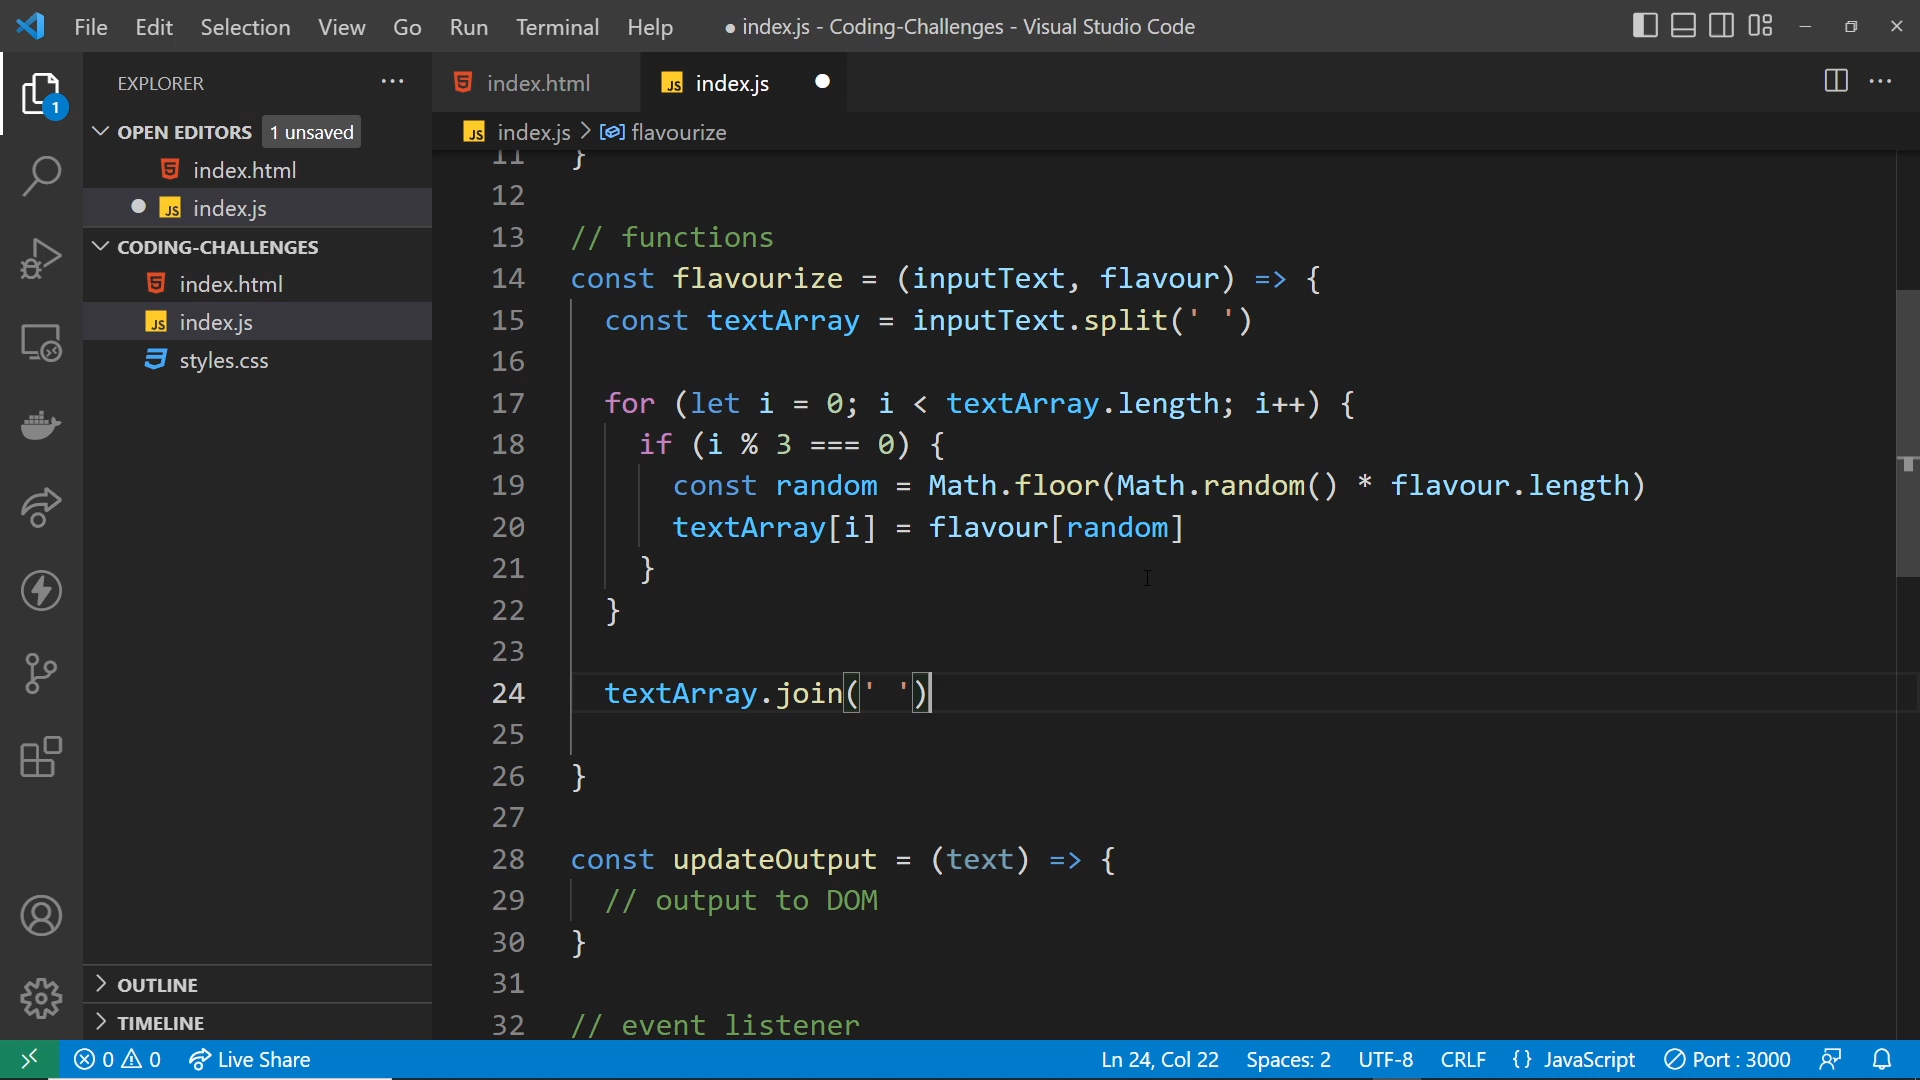 File Edit Selection View Go Run Terminal Help ● index.js - Coding-Challenges - Visual Studio Code
EXPLORER
1
OPEN EDITORS 1 unsaved
index.html
JS index.js
CODING-CHALLENGES
index.html
JS index.js
styles.css
OUTLINE
TIMELINE
index.html
JS index.js
JS index.js > flavourize
11 }
12
13 // functions
14 const flavourize = (inputText, flavour) => {
15 const textArray = inputText.split(' ')
16
17 for (let i = 0; i < textArray.length; i++) {
18 if (i % 3 === 0) {
19 const random = Math.floor(Math.random() * flavour.length)
20 textArray[i] = flavour[random]
21 }
22 }
23
24 textArray.join(' ')
25
26 }
27
28 const updateOutput = (text) => {
29 // output to DOM
30 }
31
32 // event listener
0 0 Live Share Ln 24, Col 22 Spaces: 2 UTF-8 CRLF {} JavaScript Port : 3000